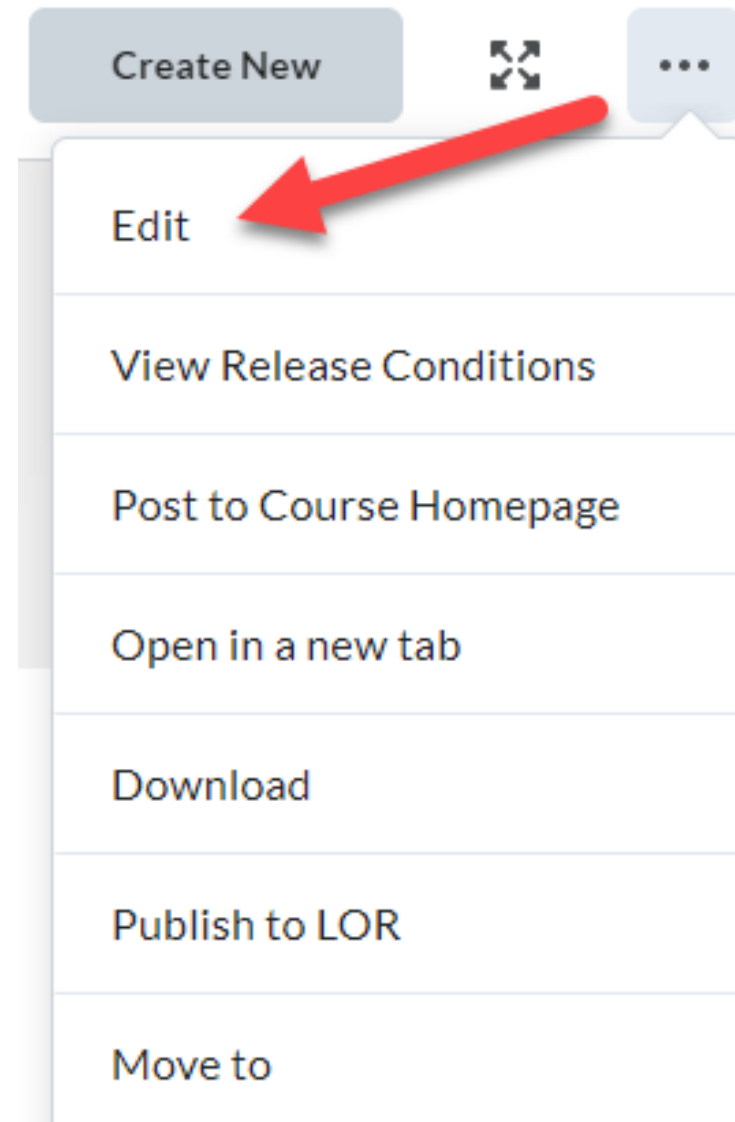 Create New
Edit
View Release Conditions
Post to Course Homepage
Open in a new tab
Download
Publish to LOR
Move to